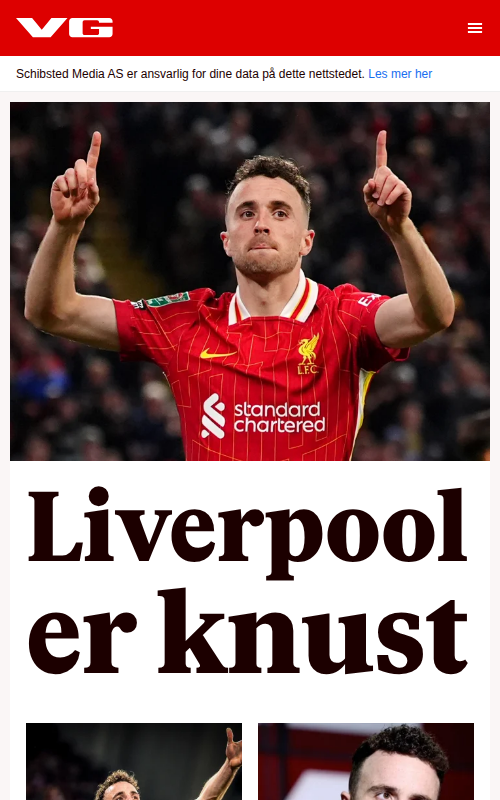 VG
Schibsted Media AS er ansvarlig for dine data på dette nettstedet. Les mer her
L.F.C.
standard
chartered
Liverpool
er knust